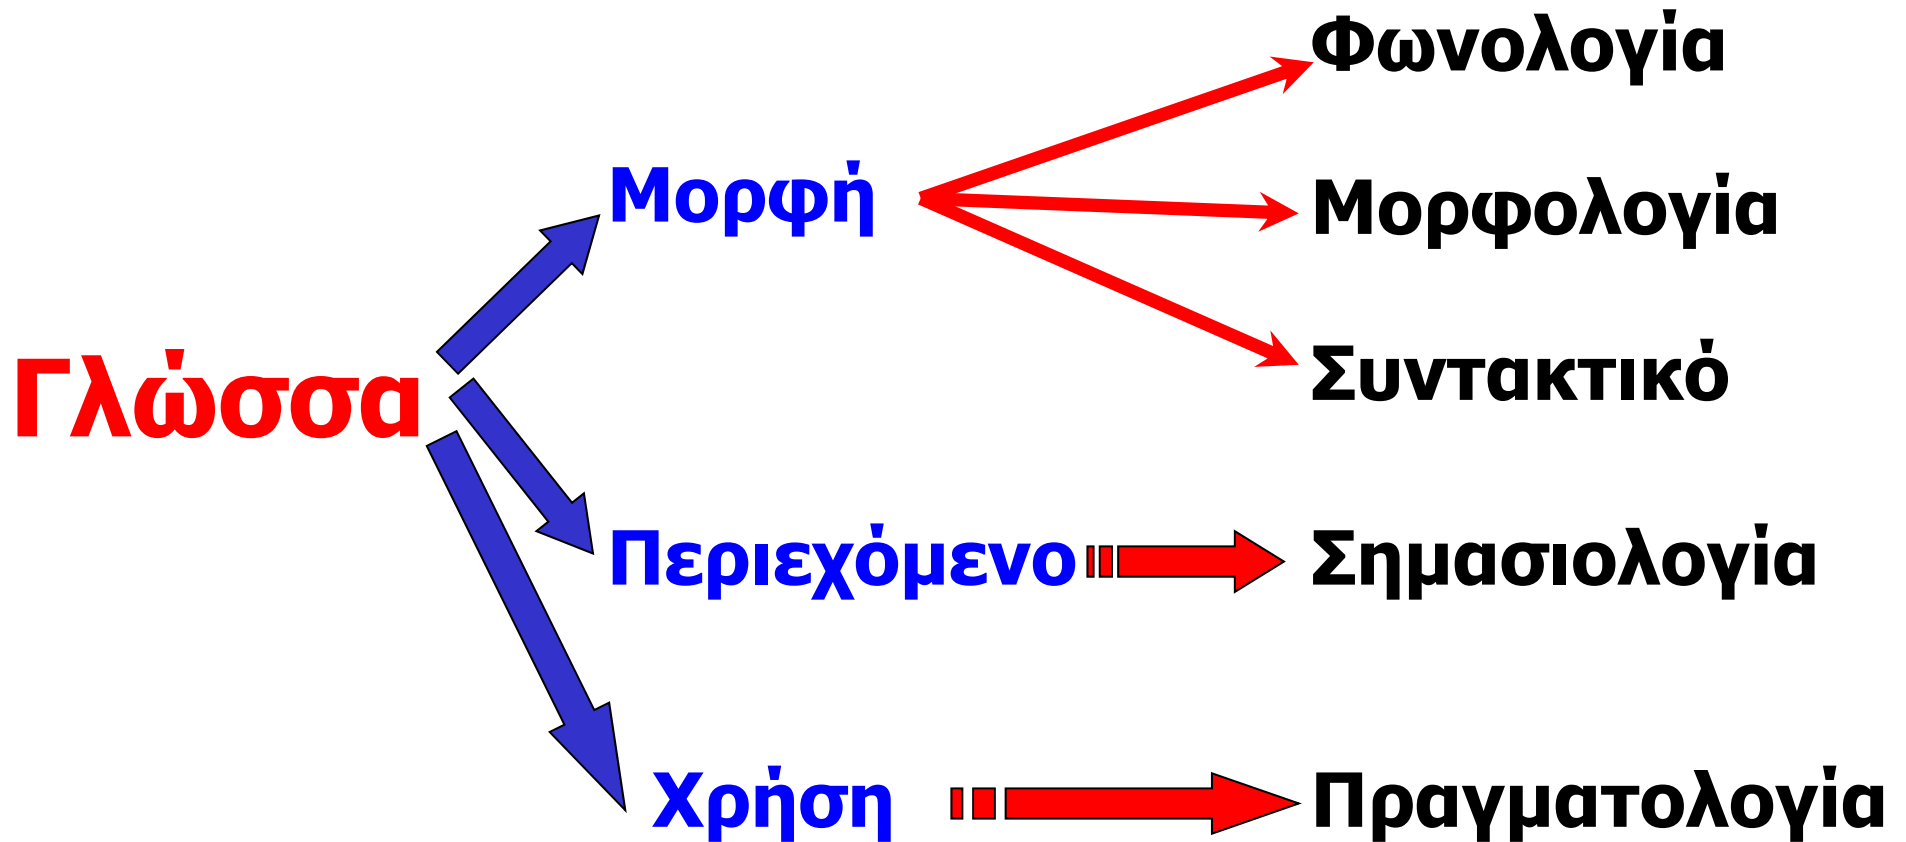 Φωνολογία
Μορφή
Μορφολογία
Γλώσσα
Συντακτικό
Περιεχόμενο
Σημασιολογία
Χρήση
Πραγματολογία